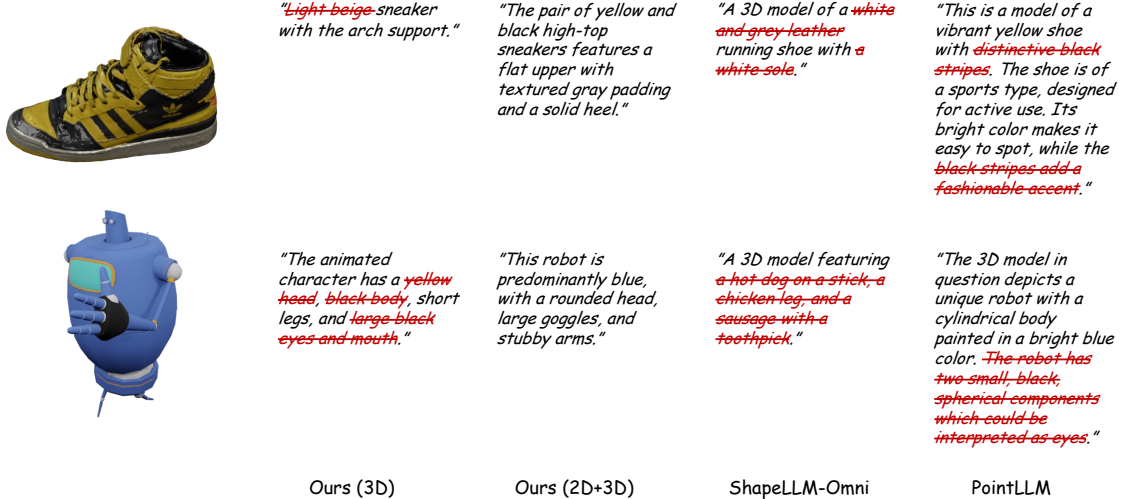 "Light beige sneaker
with the arch support."
"The pair of yellow and
black high-top
sneakers features a
flat upper with
textured gray padding
and a solid heel."
"A 3D model of a white
and grey leather
running shoe with a
white sole."
"This is a model of a
vibrant yellow shoe
with distinctive black
stripes. The shoe is of
a sports type, designed
for active use. Its
bright color makes it
easy to spot, while the
black stripes add a
fashionable accent."
"The animated
character has a yellow
head, black body, short
legs, and large black
eyes and mouth."
"This robot is
predominantly blue,
with a rounded head,
large goggles, and
stubby arms."
"A 3D model featuring
a hot dog on a stick, a
chicken leg, and a
sausage with a
toothpick."
"The 3D model in
question depicts a
unique robot with a
cylindrical body
painted in a bright blue
color. The robot has
two small, black,
spherical components
which could be
interpreted as eyes."
Ours (3D)
Ours (2D+3D)
ShapeLLM-Omni
PointLLM